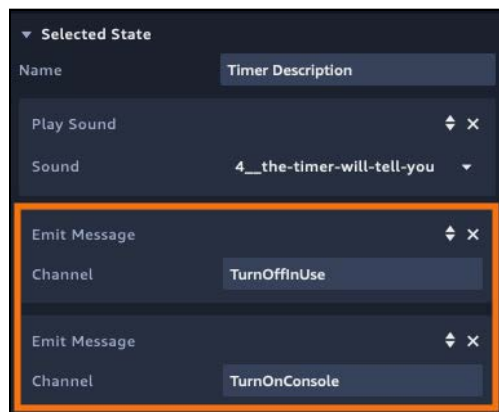 Selected State
Name Timer Description
Play Sound
Sound 4__the-timer-will-tell-you
Emit Message
Channel TurnOffInUse
Emit Message
Channel TurnOnConsole